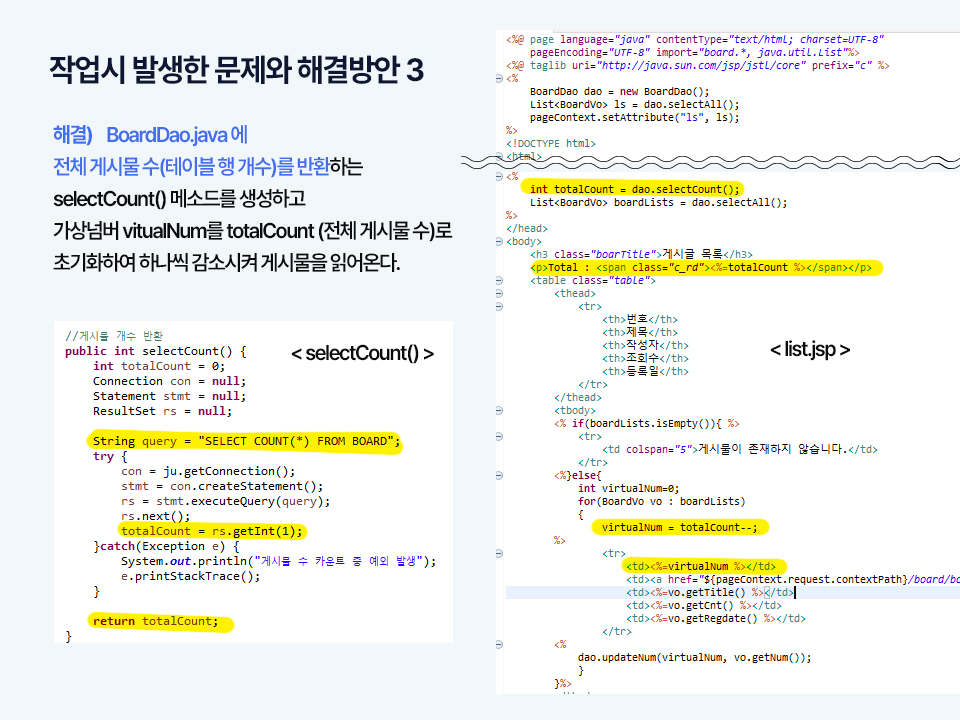 작업시 발생한 문제와 해결방안 3
해결) BoardDao.java 에
전체 게시물 수(테이블 행 개수)를 반환하는
selectCount() 메소드를 생성하고
가상넘버 vitualNum를 totalCount (전체 게시물 수)로
초기화하여 하나씩 감소시켜 게시물을 읽어온다.
//게시물 개수 반환
public int selectCount() {
< selectCount() >
int totalCount = 0;
Connection con = null;
Statement stmt = null;
ResultSet rs = null;
String query = "SELECT COUNT(*) FROM BOARD";
try {
con = ju.getConnection();
stmt = con.createStatement();
rs = stmt.executeQuery(query);
rs.next();
totalCount = rs.getInt(1);
}catch(Exception e) {
System.out.println("게시물 수 카운트 중 예외 발생");
e.printStackTrace();
}
return totalCount;
}
<%@ page language="java" contentType="text/html; charset=UTF-8"
pageEncoding="UTF-8" import="board.*, java.util.List"%>
<%@ taglib uri="http://java.sun.com/jsp/jstl/core" prefix="c" %>
<%
BoardDao dao = new BoardDao();
List<BoardVo> ls = dao.selectAll();
pageContext.setAttribute("ls", ls);
%>
<!DOCTYPE html>
<html>
<%
int totalCount = dao.selectCount();
List<BoardVo> boardLists = dao.selectAll();
%>
</head>
<body>
<h3 class="boarTitle">게시글 목록</h3>
<p>Total : <span class="c_rd"><%=totalCount %></span></p>
<table class="table">
<thead>
<tr>
<th>번호</th>
<th>제목</th>
<th>작성자</th>
<th>조회수</th>
<th>등록일</th>
< list.jsp >
</tr>
</thead>
<tbody>
<% if(boardLists.isEmpty()){ %>
<tr>
<td colspan="5">게시물이 존재하지 않습니다.</td>
</tr>
<%}else{
int virtualNum=0;
for(BoardVo vo : boardLists)
{
virtualNum = totalCount--;
%>
<tr>
<td><%=virtualNum %></td>
<td><a href="${pageContext.request.contextPath}/board/bo
<td><%=vo.getTitle() %></td>
<td><%=vo.getCnt() %></td>
<td><%=vo.getRegdate() %></td>
</tr>
<%
dao.updateNum(virtualNum, vo.getNum());
}
}%>